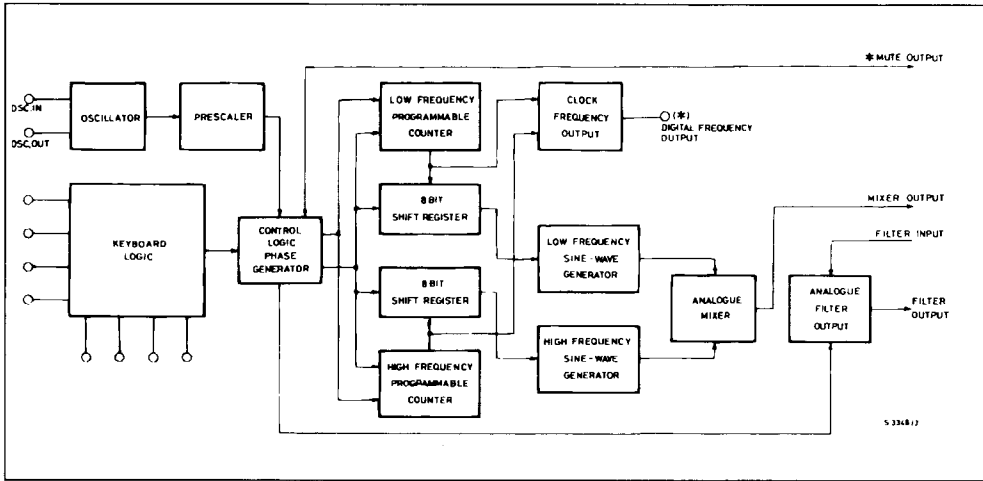 * MUTE OUTPUT
OSC.IN
OSC.OUT
OSCILLATOR
PRESCALER
LOW FREQUENCY
PROGRAMMABLE
COUNTER
CLOCK
FREQUENCY
OUTPUT
(*)
DIGITAL FREQUENCY
OUTPUT
KEYBOARD
LOGIC
CONTROL
LOGIC
PHASE
GENERATOR
8 BIT
SHIFT REGISTER
8 BIT
SHIFT REGISTER
HIGH FREQUENCY
PROGRAMMABLE
COUNTER
LOW FREQUENCY
SINE-WAVE
GENERATOR
HIGH FREQUENCY
SINE-WAVE
GENERATOR
ANALOGUE
MIXER
MIXER OUTPUT
FILTER INPUT
ANALOGUE
FILTER
OUTPUT
FILTER
OUTPUT